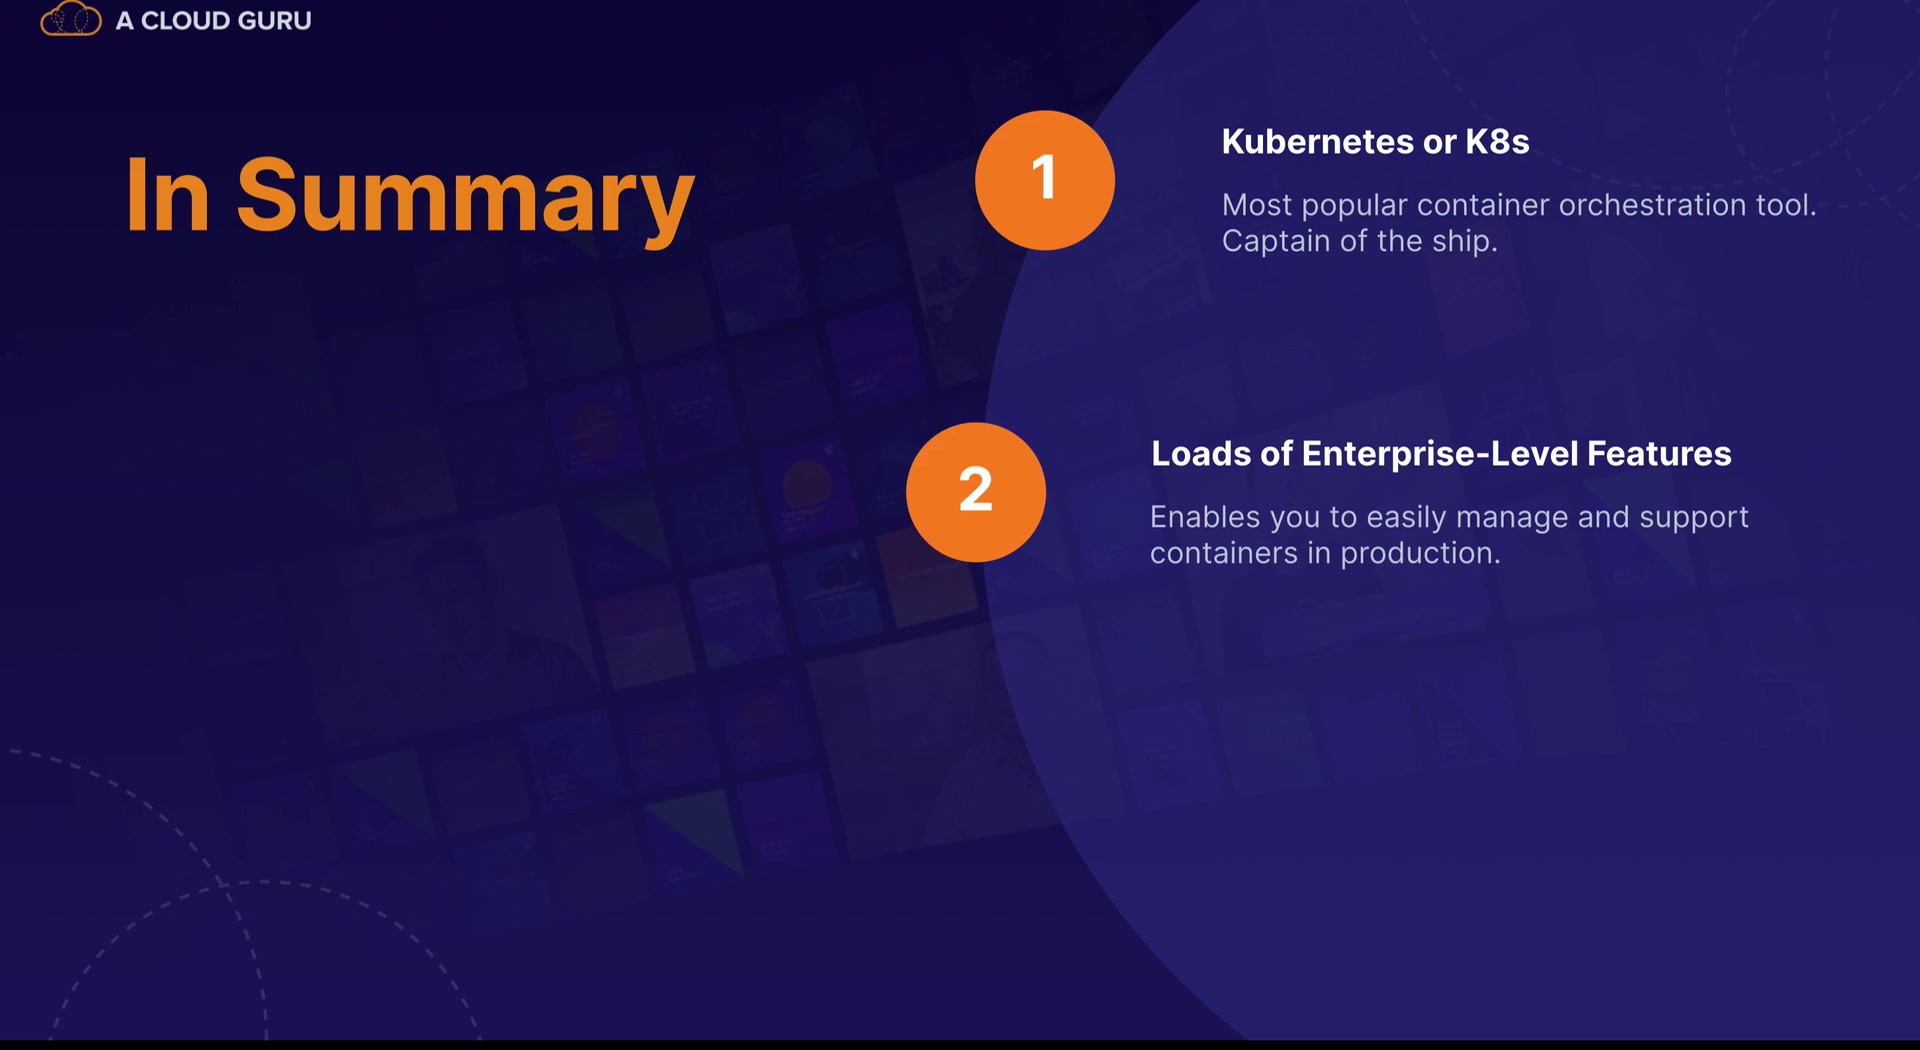 A CLOUD GURU
In Summary
1
Kubernetes or K8s
Most popular container orchestration tool.
Captain of the ship.
2
Loads of Enterprise-Level Features
Enables you to easily manage and support
containers in production.